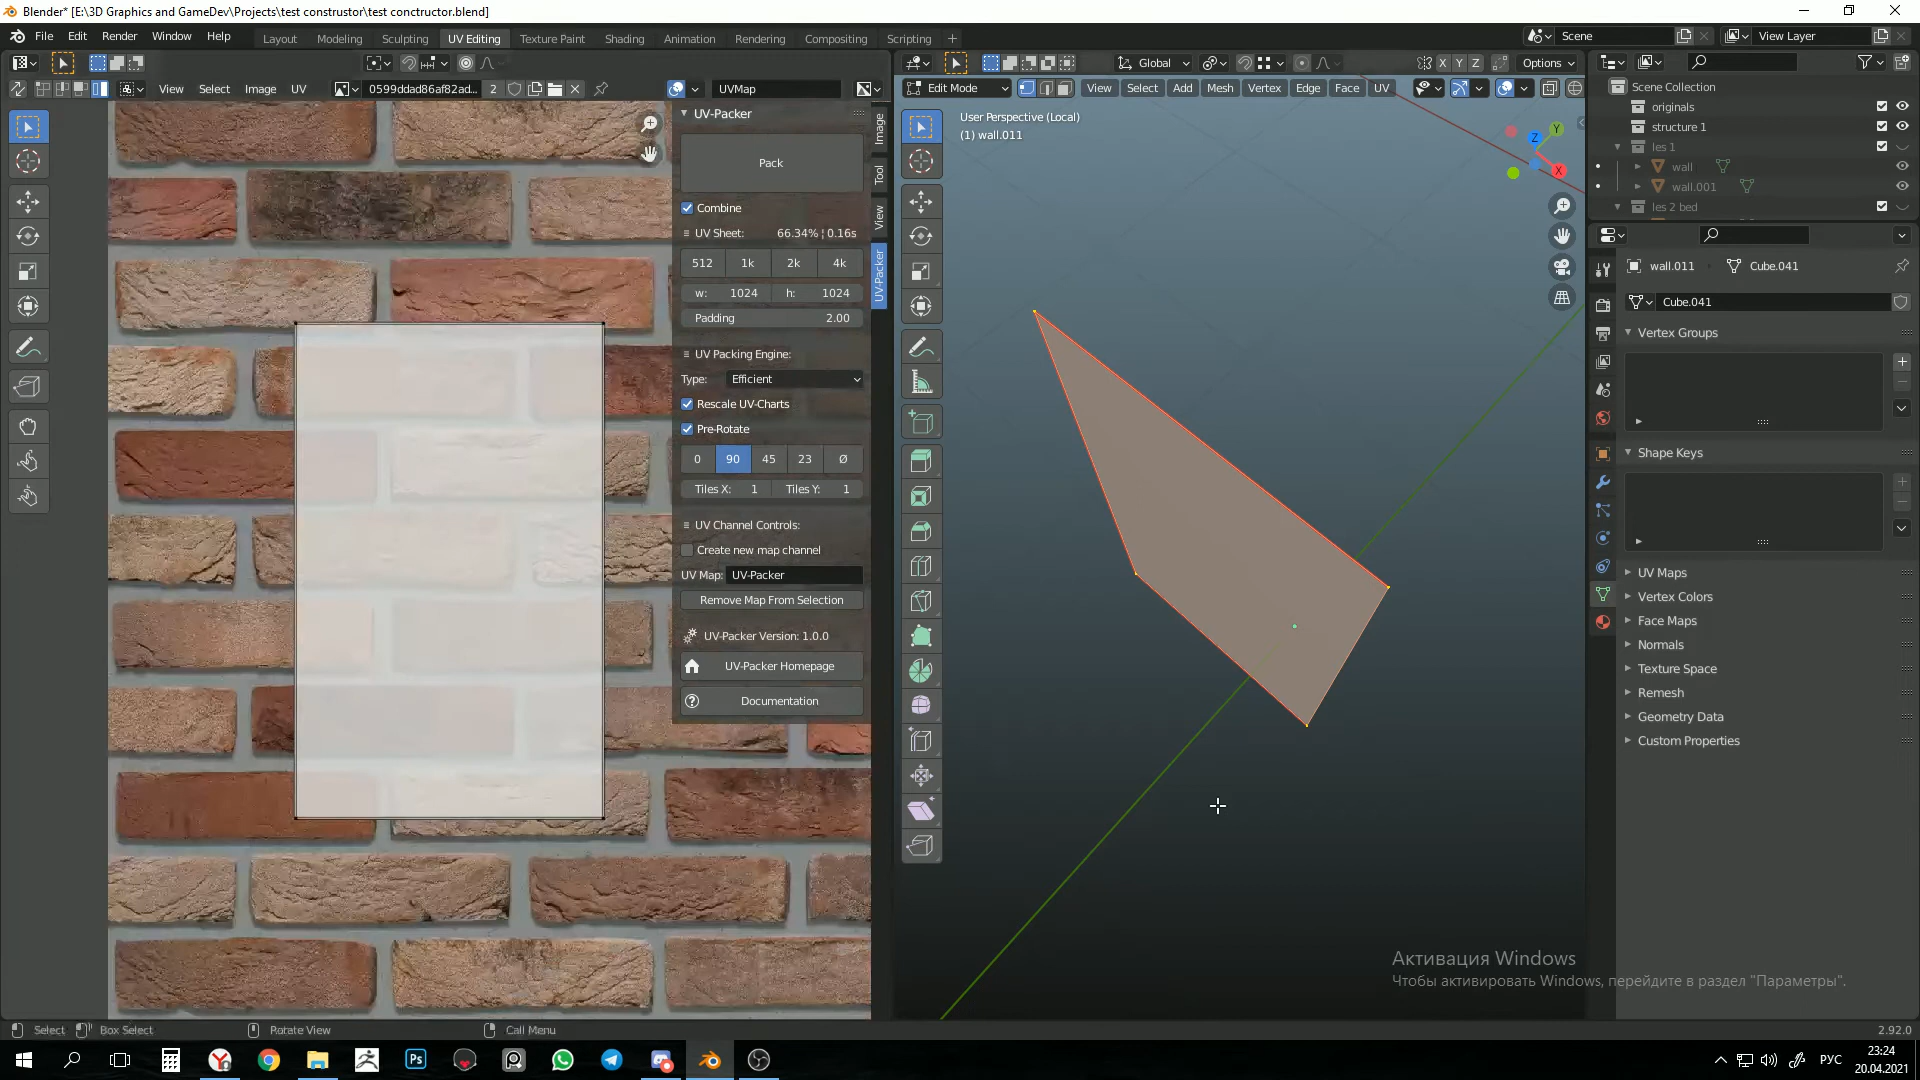 Blender* [E:\3D Graphics and GameDev\Projects\test construstor\test conctructor.blend]
File Edit Render Window Help Layout Modeling Sculpting UV Editing Texture Paint Shading Animation Rendering Compositing Scripting + Scene View Layer
Global X Y Z Options
View Select Image UV 0599ddad86af82ad... 2 UVMap
Edit Mode View Select Add Mesh Vertex Edge Face UV
UV-Packer
Pack
Combine
UV Sheet: 66.34% ¦ 0.16s
512 1k 2k 4k
w: 1024 h: 1024
Padding 2.00
UV Packing Engine:
Type: Efficient
Rescale UV-Charts
Pre-Rotate
0 90 45 23 Ø
Tiles X: 1 Tiles Y: 1
UV Channel Controls:
Create new map channel
UV Map: UV-Packer
Remove Map From Selection
UV-Packer Version: 1.0.0
UV-Packer Homepage
Documentation
Image
Tool
View
UV-Packer
User Perspective (Local)
(1) wall.011
Z Y X
Scene Collection
originals
structure 1
les 1
wall
wall.001
les 2 bed
wall.011 Cube.041
Cube.041
Vertex Groups
Shape Keys
UV Maps
Vertex Colors
Face Maps
Normals
Texture Space
Remesh
Geometry Data
Custom Properties
Активация Windows
Чтобы активировать Windows, перейдите в раздел "Параметры".
Select Box Select Rotate View Call Menu 2.92.0
Ps
РУС
23:24
20.04.2021